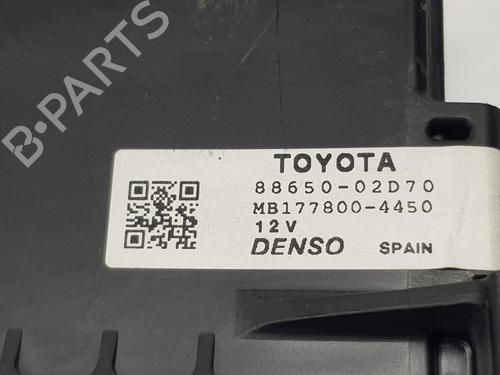 B-PARTS
TOYOTA
88650-02D70
MB177800-4450
12V
DENSO SPAIN